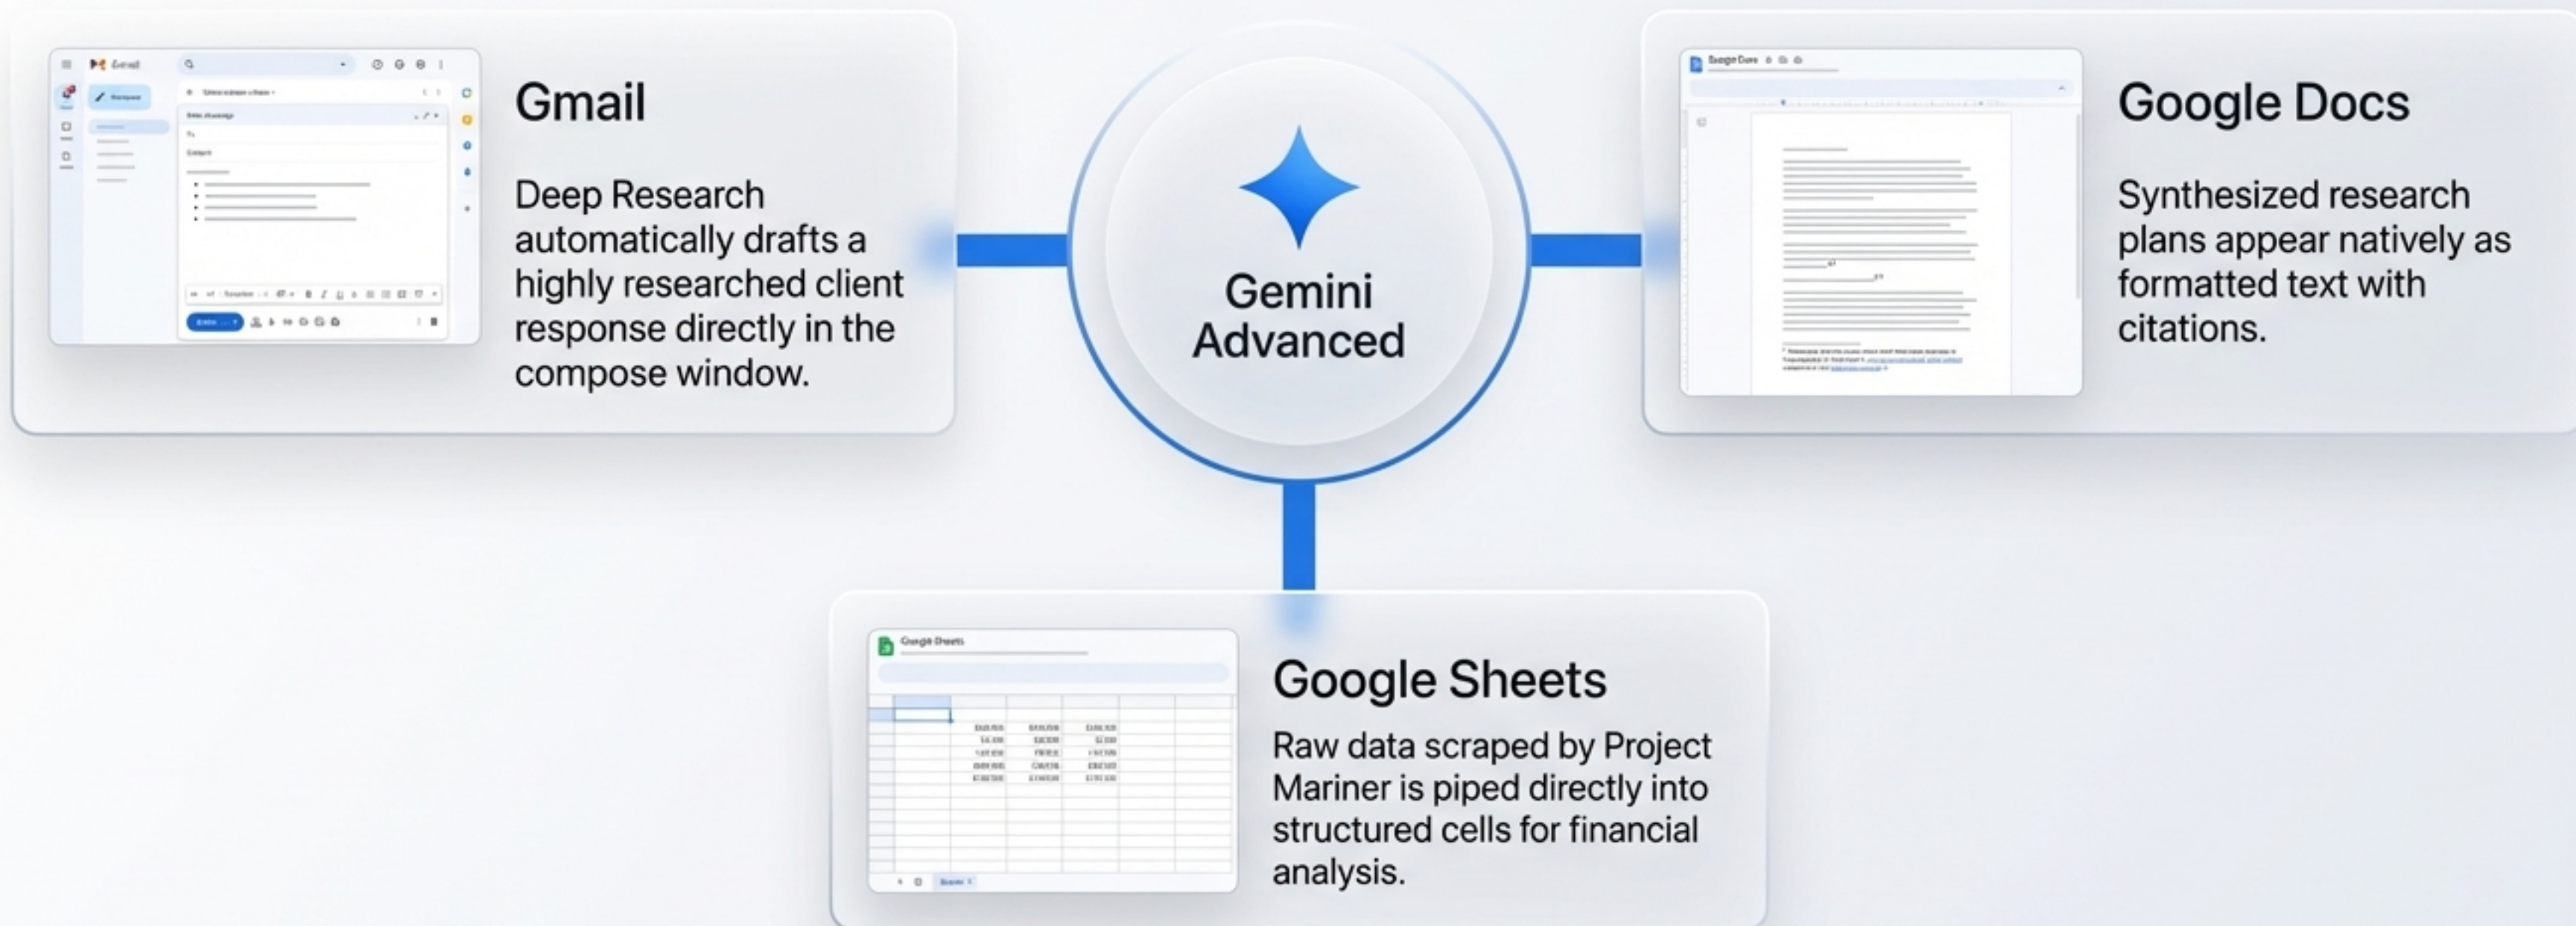 Gmail
Deep Research
automatically drafts a
highly researched client
response directly in the
compose window.
Gemini
Advanced
Google Docs
Synthesized research
plans appear natively as
formatted text with
citations.
Google Sheets
Google Sheets
Raw data scraped by Project
Mariner is piped directly into
structured cells for financial
analysis.